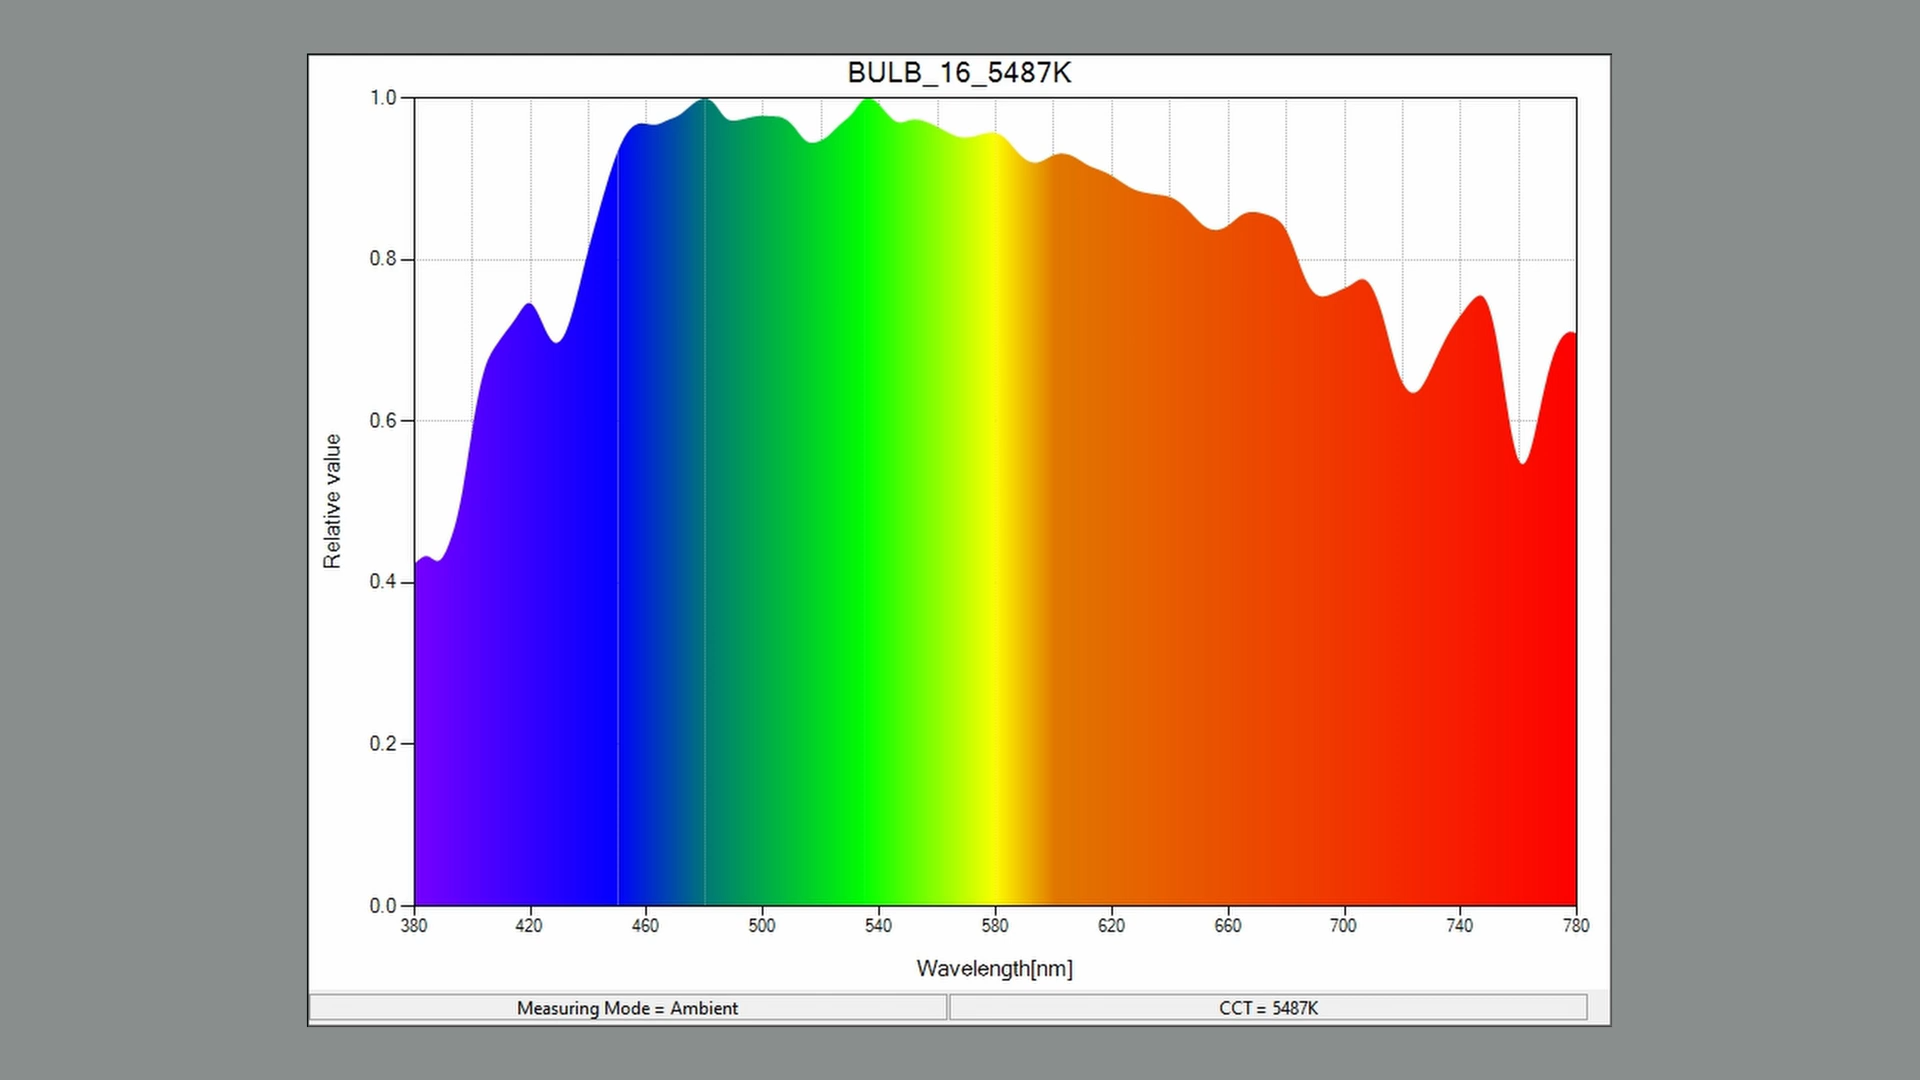 BULB_16_5487K
1.0
0.8
0.6
0.4
0.2
0.0
Relative value
380 420 460 500 540 580 620 660 700 740 780
Wavelength[nm]
Measuring Mode = Ambient
CCT = 5487K